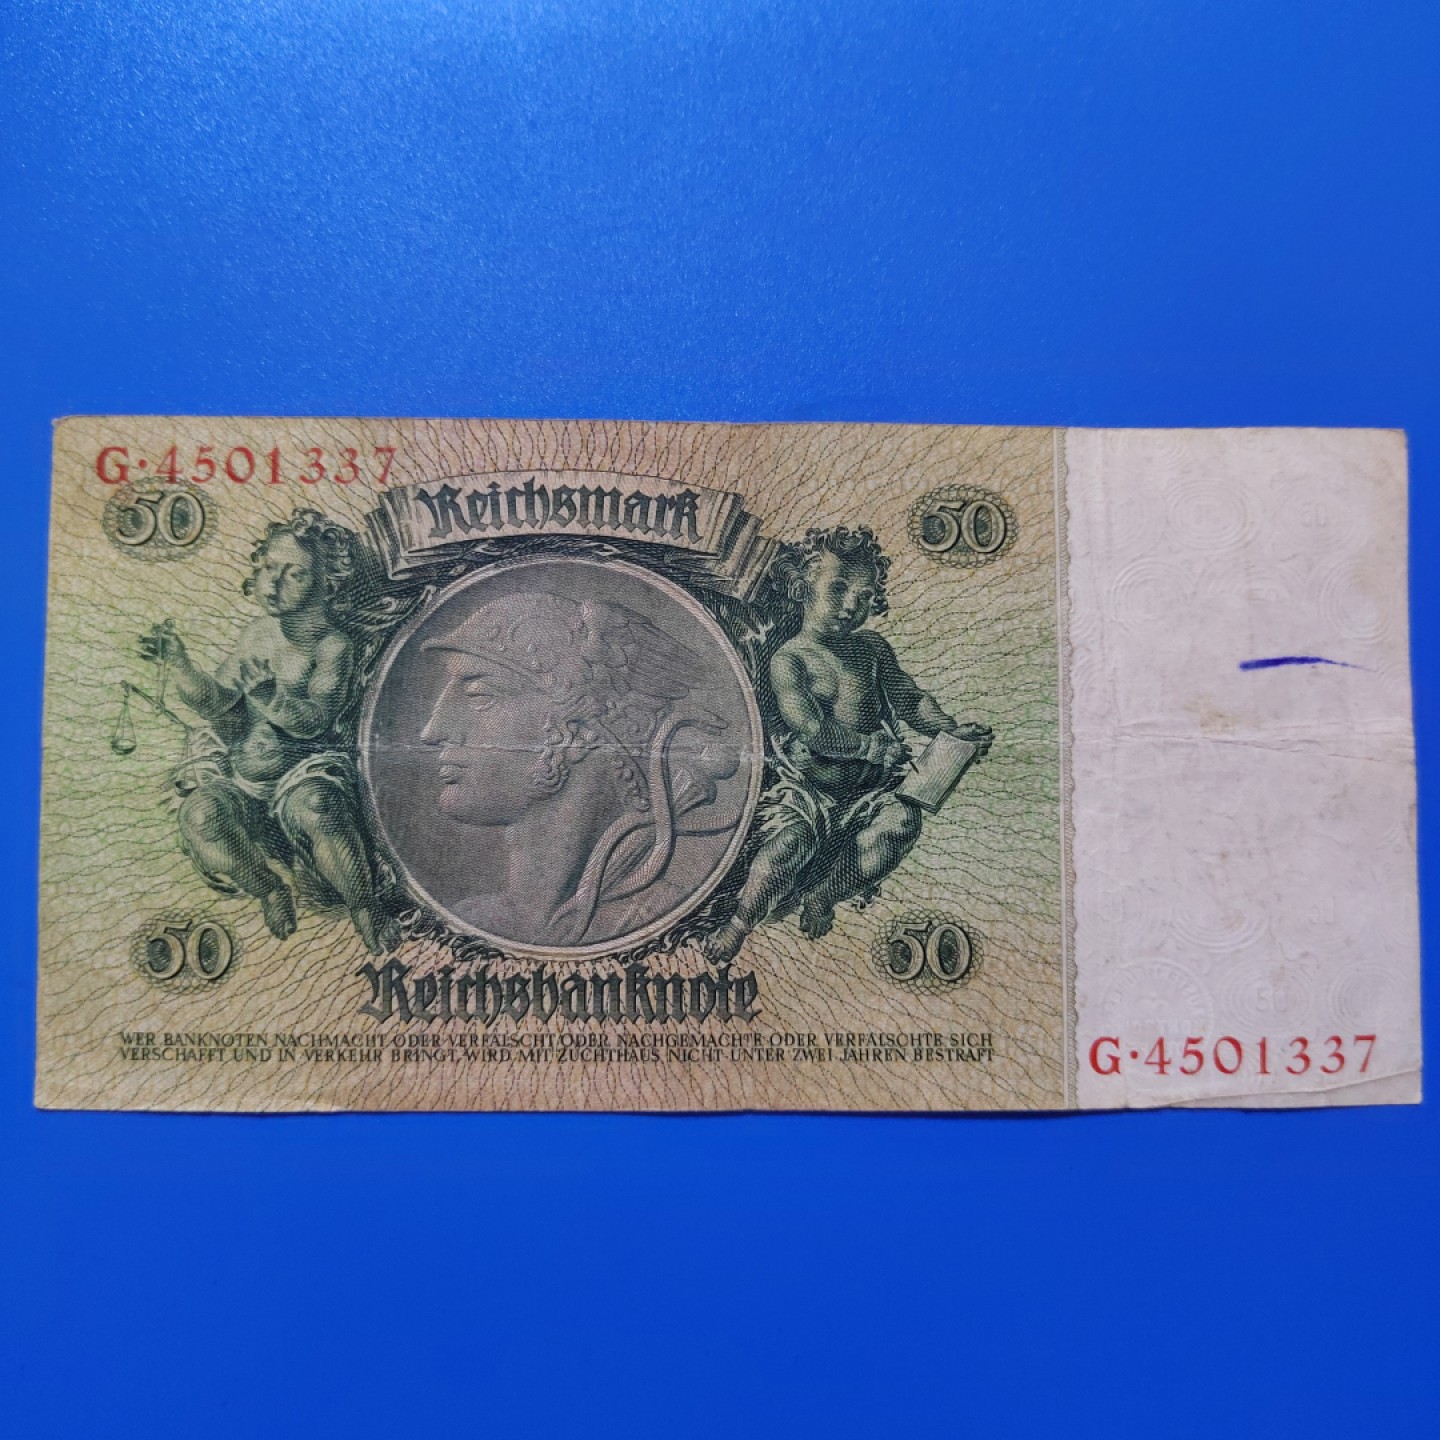 G·4501337
50
Reichsmark
50
50
50
Reichsbanknote
WER BANKNOTEN NACHMACHT ODER VERFÄLSCHT ODER NACHGEMACHTE ODER VERFÄLSCHTE SICH
VERSCHAFFT UND IN VERKEHR BRINGT, WIRD MIT ZUCHTHAUS NICHT UNTER ZWEI JAHREN BESTRAFT
G·4501337